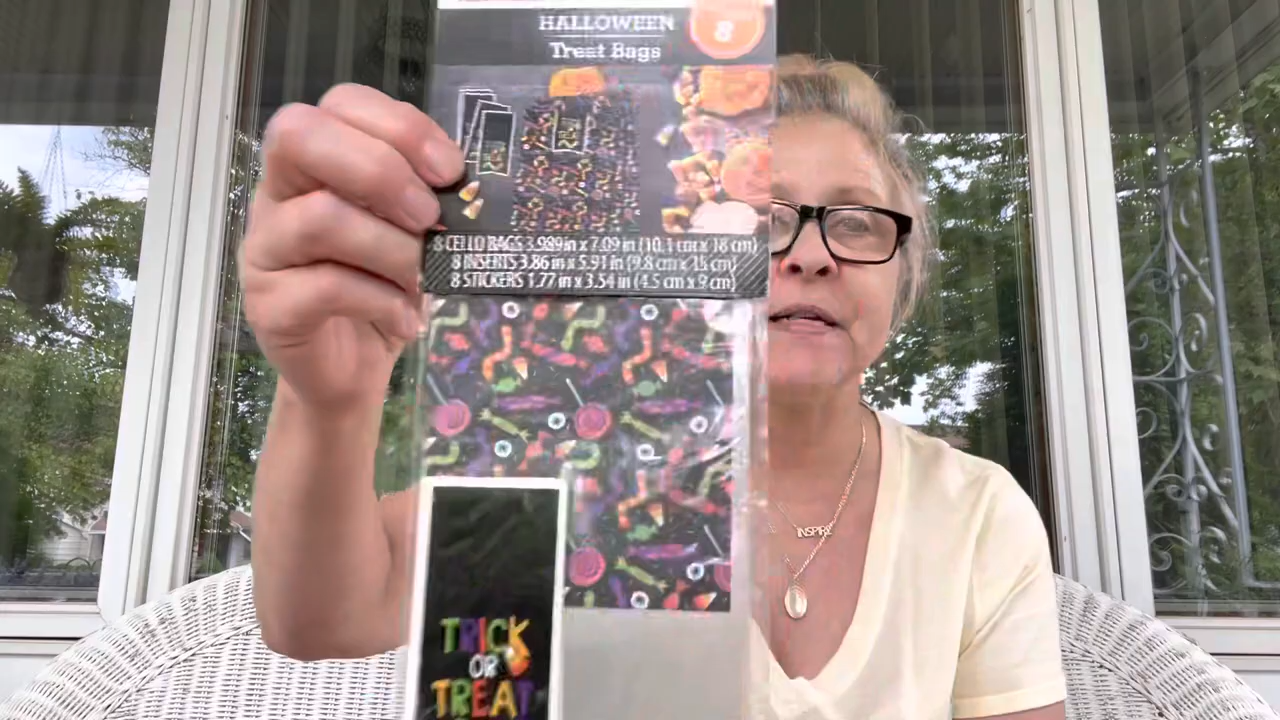 HALLOWEEN
Treat Bags
8
8 CELLO BAGS 3.989 in x 7.09 in (10.1 cm x 18 cm)
8 INSERTS 3.86 in x 5.91 in (9.8 cm x 15 cm)
8 STICKERS 1.77 in x 3.54 in (4.5 cm x 9 cm)
TRICK
OR
TREAT
INSPIRE